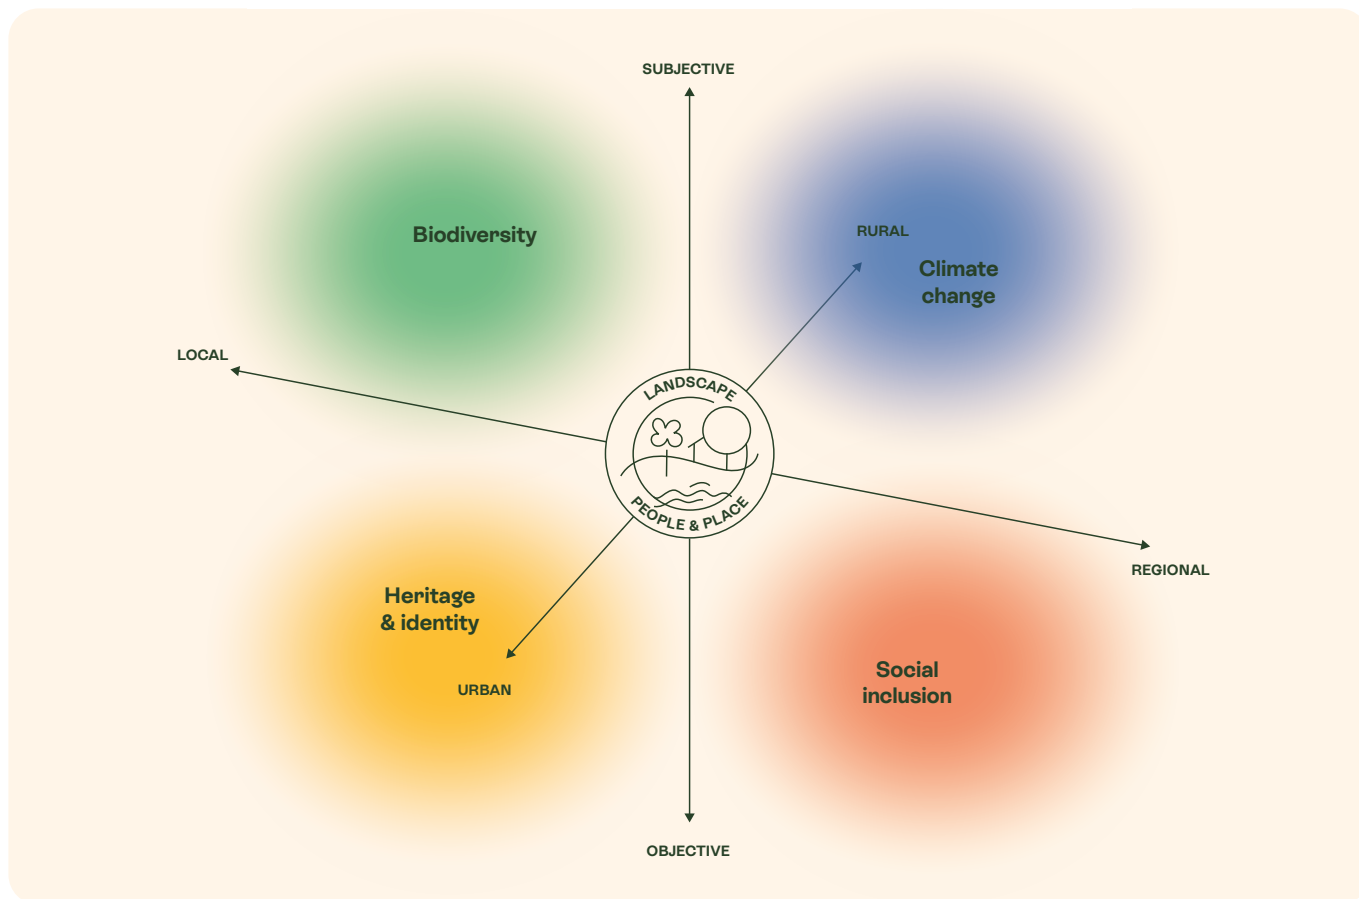 SUBJECTIVE
Biodiversity
RURAL
Climate
change
LOCAL
LANDSCAPE
PEOPLE & PLACE
REGIONAL
Heritage
& identity
URBAN
Social
inclusion
OBJECTIVE